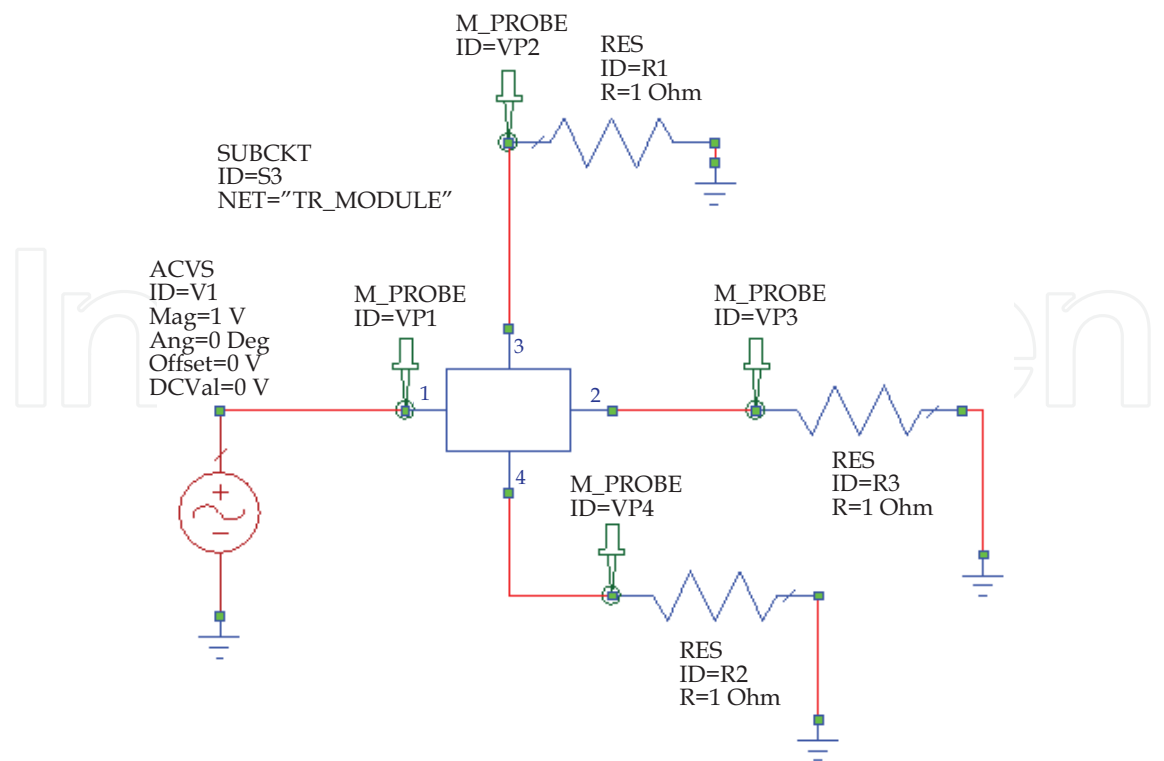 M_PROBE
ID=VP2
RES
ID=R1
R=1 Ohm
SUBCKT
ID=S3
NET=”TR_MODULE”
ACVS
ID=V1
Mag=1 V
Ang=0 Deg
Offset=0 V
DCVal=0 V
M_PROBE
ID=VP1
M_PROBE
ID=VP3
3
1
2
4
M_PROBE
ID=VP4
RES
ID=R3
R=1 Ohm
RES
ID=R2
R=1 Ohm